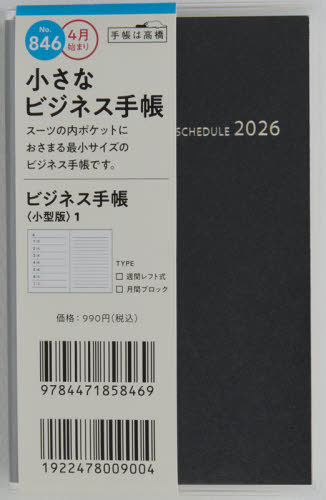 No.
846
4月
始まり
手帳は高橋
小さな
ビジネス手帳
スーツの内ポケットに
おさまる最小サイズの
ビジネス手帳です。
SCHEDULE 2026
ビジネス手帳
〈小型版〉1
TYPE
□ 週間レフト式
□ 月間ブロック
価格：990円(税込)
9784471858469
1922478009004